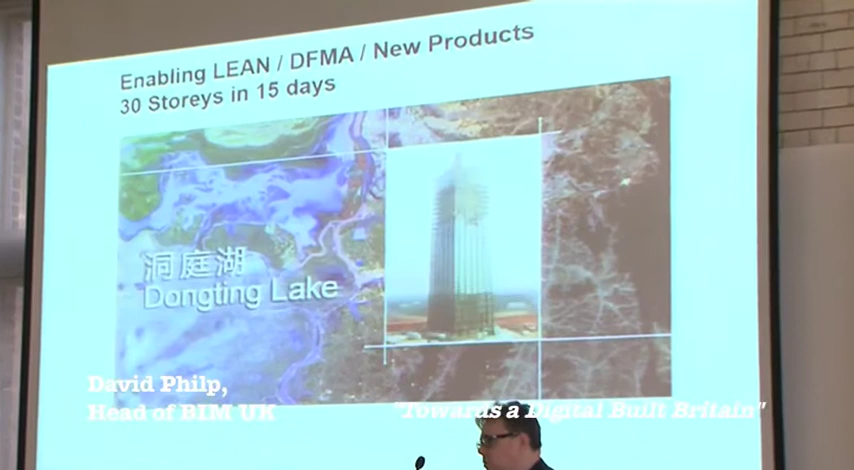 Enabling LEAN / DFMA / New Products
30 Storeys in 15 days
洞庭湖
Dongting Lake
David Philp,
Head of BIM UK
"Towards a Digital Built Britain"